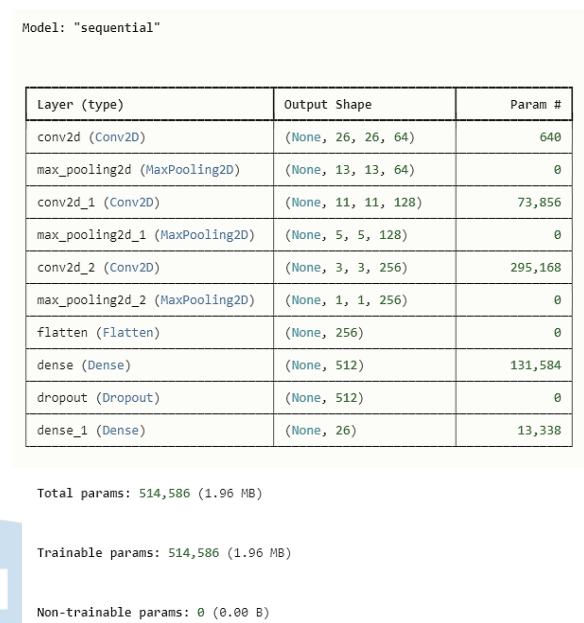 Model: "sequential"
Layer (type) Output Shape Param #
conv2d (Conv2D) (None, 26, 26, 64) 640
max_pooling2d (MaxPooling2D) (None, 13, 13, 64) 0
conv2d_1 (Conv2D) (None, 11, 11, 128) 73,856
max_pooling2d_1 (MaxPooling2D) (None, 5, 5, 128) 0
conv2d_2 (Conv2D) (None, 3, 3, 256) 295,168
max_pooling2d_2 (MaxPooling2D) (None, 1, 1, 256) 0
flatten (Flatten) (None, 256) 0
dense (Dense) (None, 512) 131,584
dropout (Dropout) (None, 512) 0
dense_1 (Dense) (None, 26) 13,338
Total params: 514,586 (1.96 MB)
Trainable params: 514,586 (1.96 MB)
Non-trainable params: 0 (0.00 B)